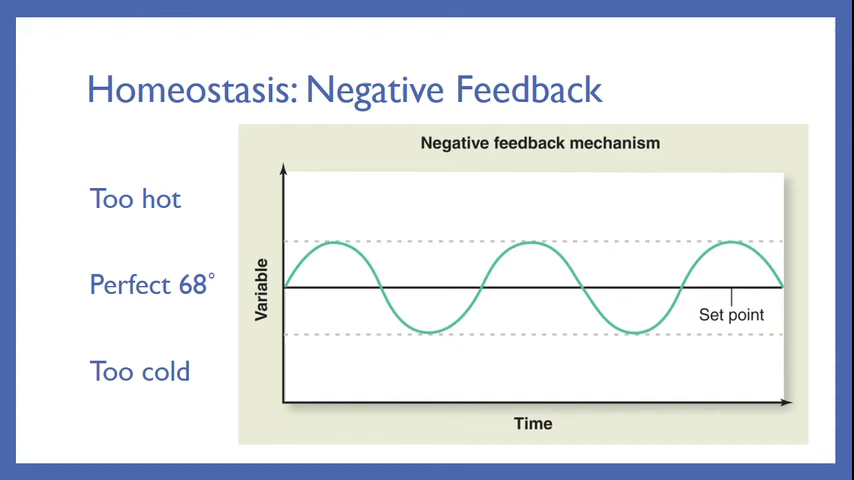 Homeostasis: Negative Feedback
Negative feedback mechanism
Too hot
Perfect 68°
Too cold
Variable
Set point
Time